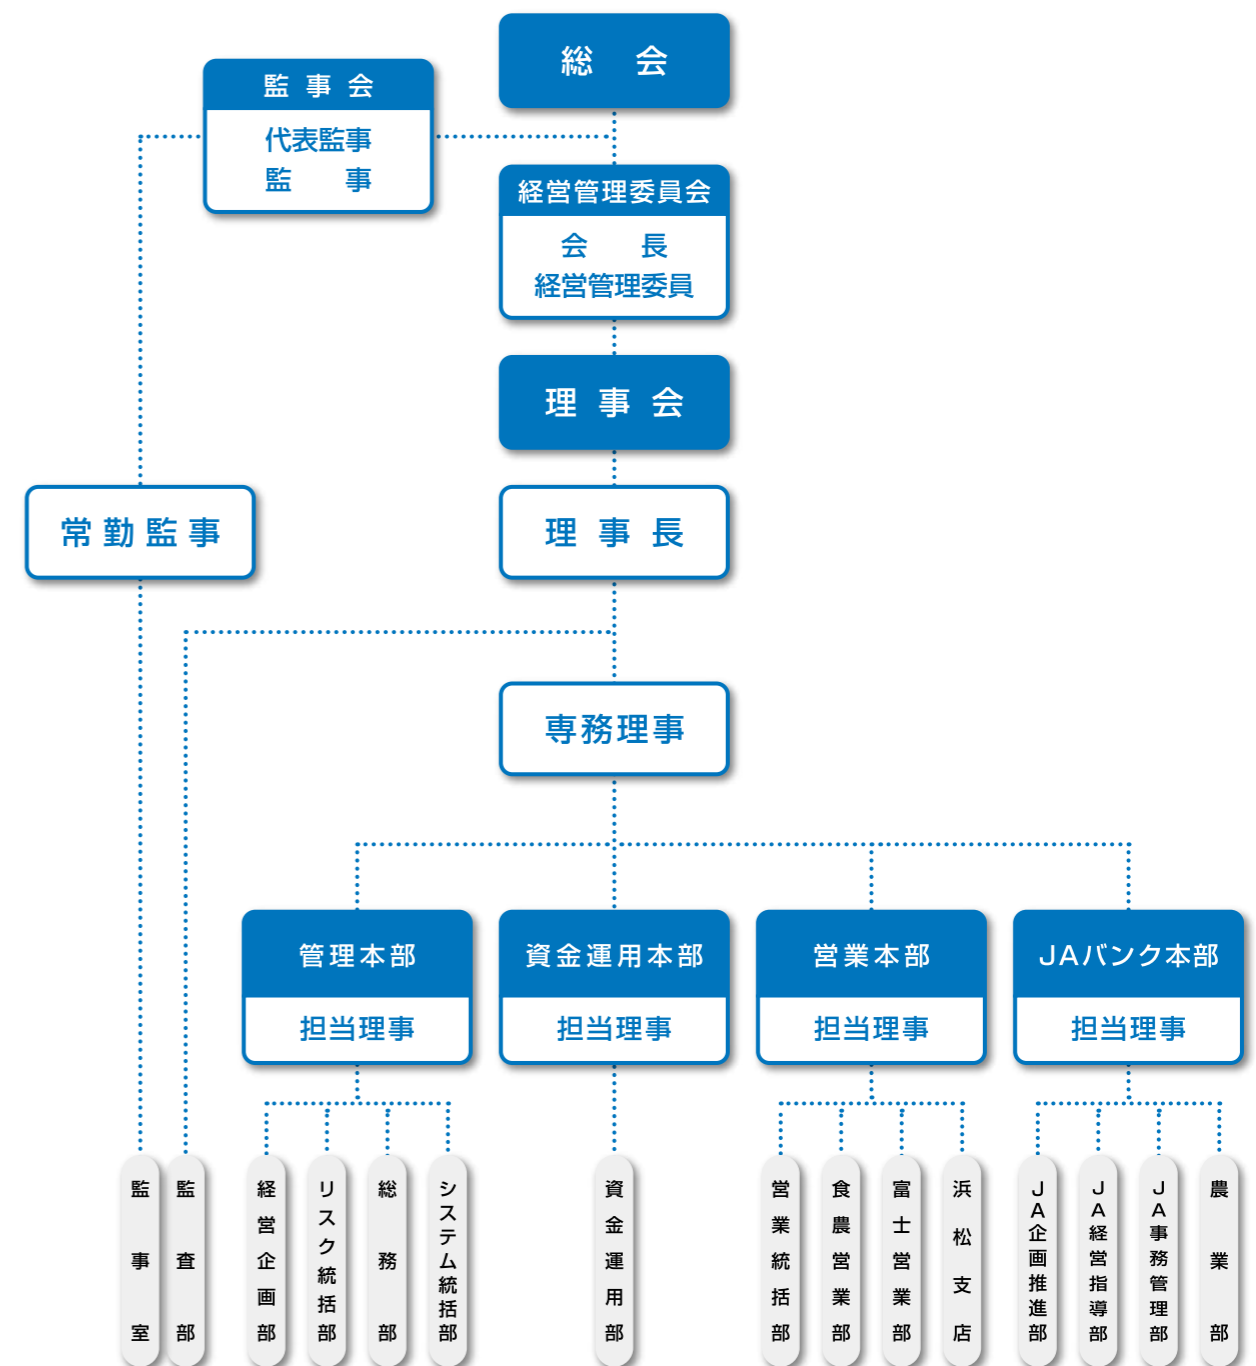 総 会
監 事 会
代表監事
監 事
経営管理委員会
会 長
経営管理委員
理 事 会
常勤監事
理 事 長
専務理事
管理本部
担当理事
資金運用本部
担当理事
営業本部
担当理事
JAバンク本部
担当理事
監事室
監査部
経営企画部
リスク統括部
総務部
システム統括部
資金運用部
営業統括部
食農営業部
富士営業部
浜松支店
JA企画推進部
JA経営指導部
JA事務管理部
農業部